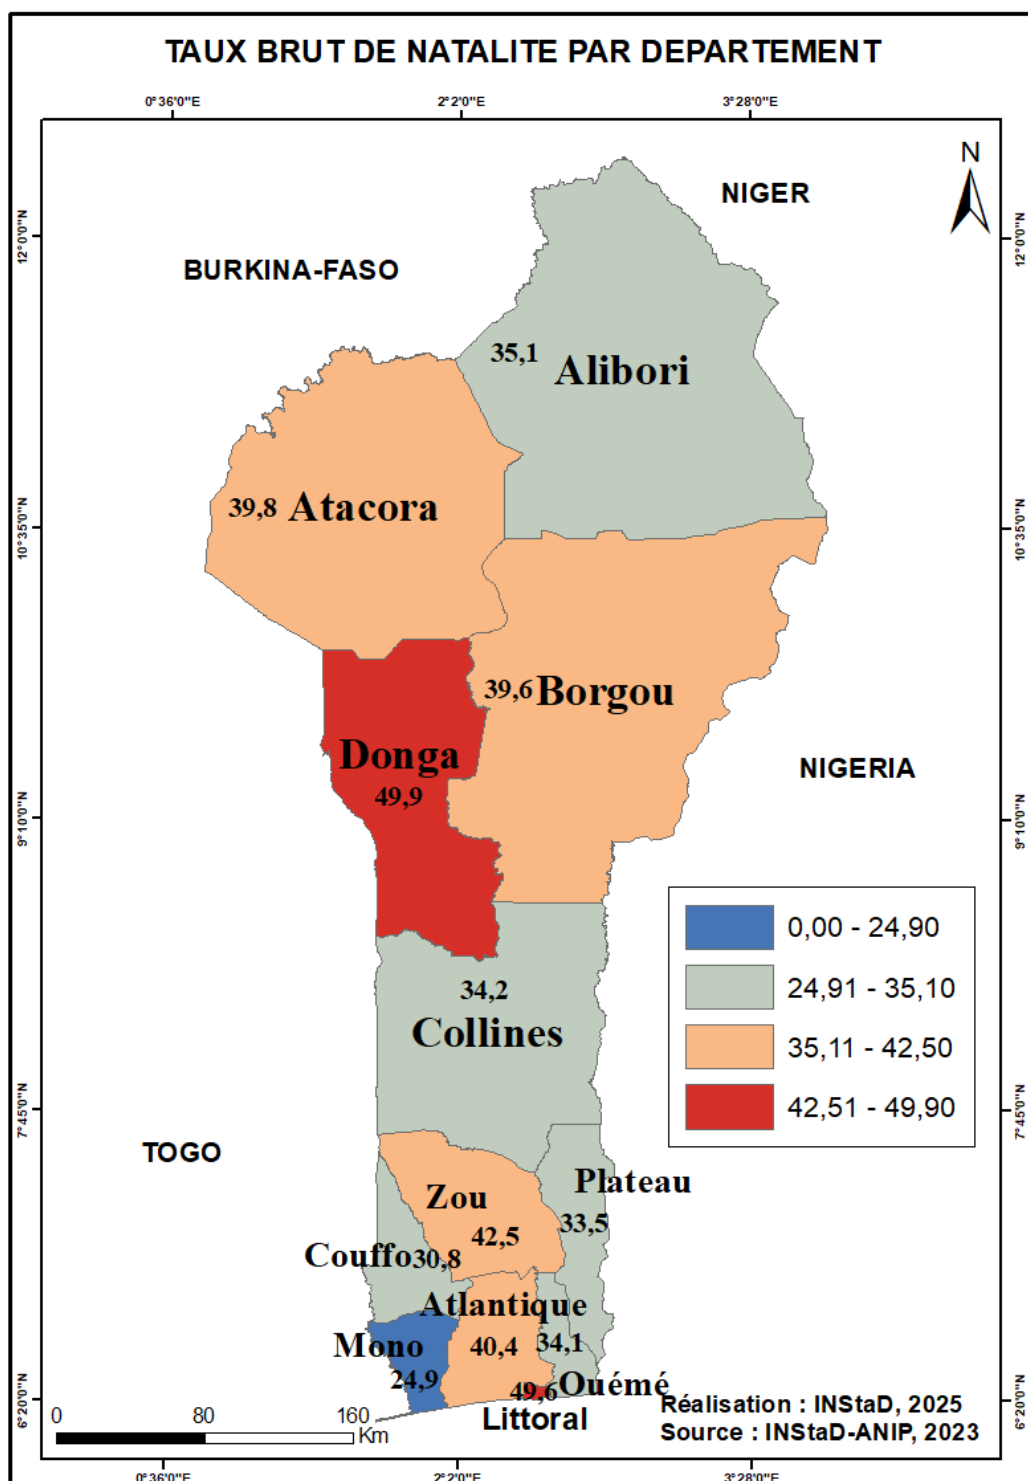 TAUX BRUT DE NATALITE PAR DEPARTEMENT
0°36'0"E 2°2'0"E 3°28'0"E
N
NIGER
12°0'0"N 12°0'0"N
BURKINA-FASO
35,1
Alibori
39,8 Atacora
10°35'0"N 10°35'0"N
39,6 Borgou
Donga
49,9
NIGERIA
9°10'0"N 9°10'0"N
0,00 - 24,90
24,91 - 35,10
35,11 - 42,50
42,51 - 49,90
34,2
Collines
7°45'0"N 7°45'0"N
TOGO
Plateau
33,5
Zou
42,5
Couffo 30,8
Atlantique
40,4
34,1
Mono
24,9
49,6 Ouémé
Littoral
6°20'0"N 6°20'0"N
0 80 160
Km
Réalisation : INStaD, 2025
Source : INStaD-ANIP, 2023
0°36'0"E 2°2'0"E 3°28'0"E